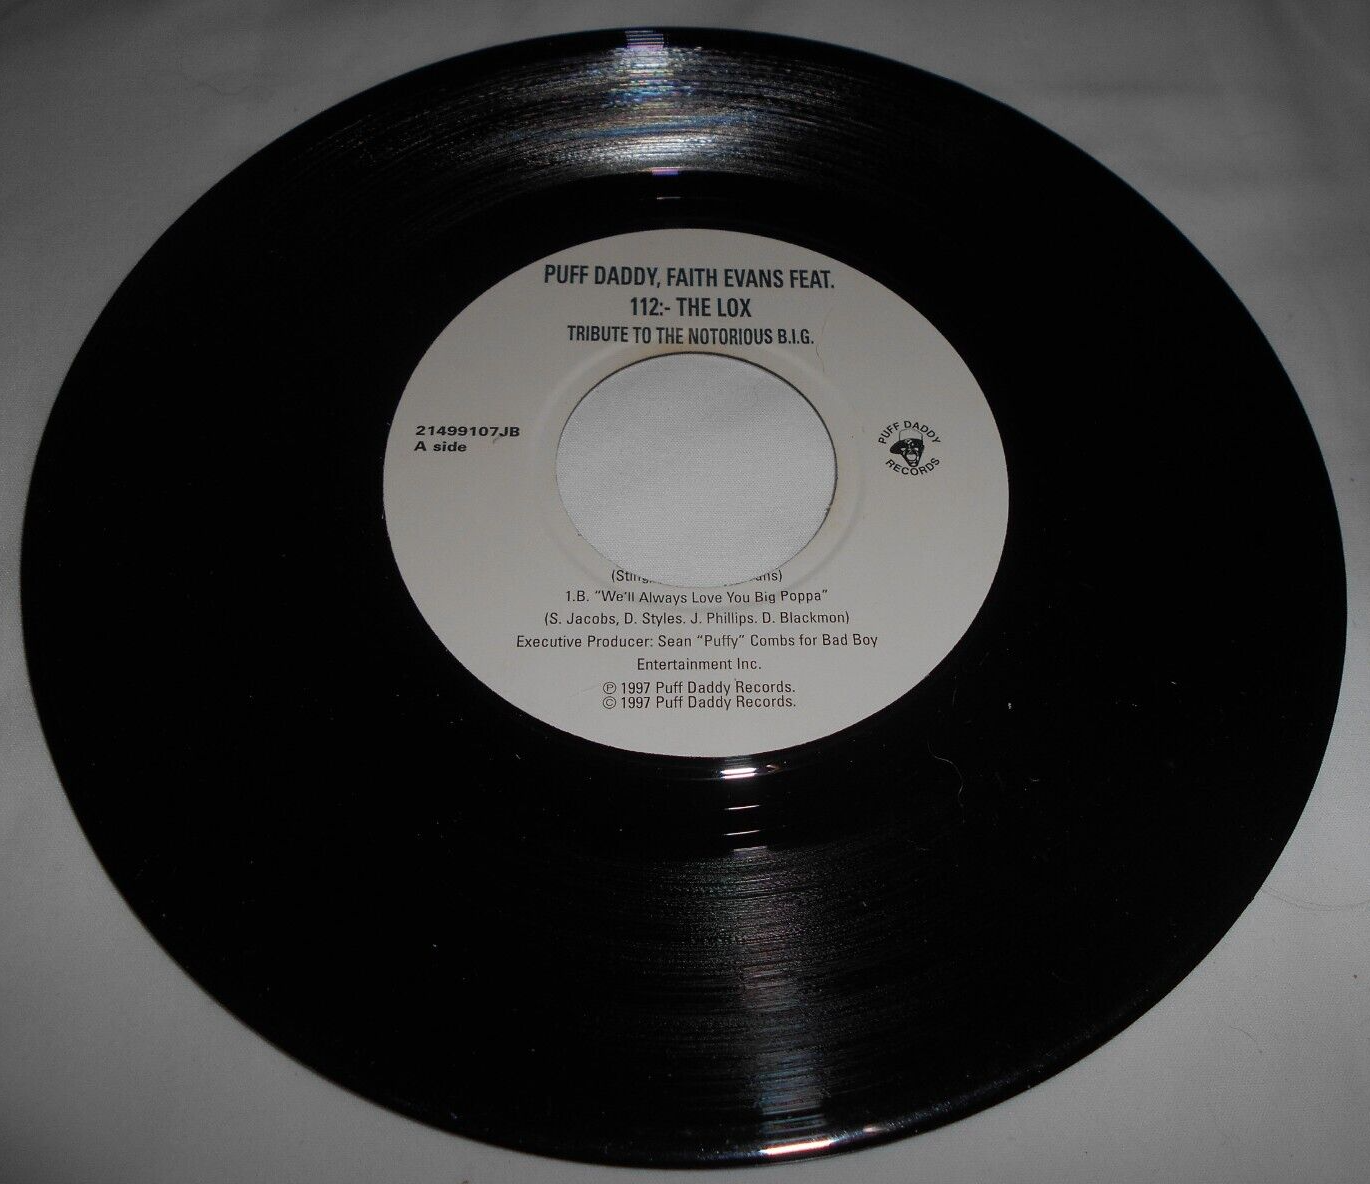 PUFF DADDY, FAITH EVANS FEAT.
112:- THE LOX
TRIBUTE TO THE NOTORIOUS B.I.G.
21499107JB
A side
PUFF DADDY
RECORDS
1.B. "We'll Always Love You Big Poppa"
(S. Jacobs, D. Styles. J. Phillips. D. Blackmon)
Executive Producer: Sean "Puffy" Combs for Bad Boy
Entertainment Inc.
℗ 1997 Puff Daddy Records.
© 1997 Puff Daddy Records.